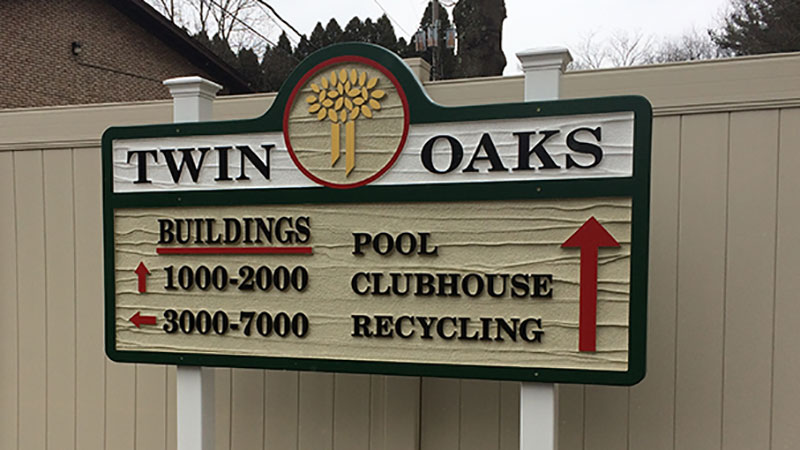 TWIN OAKS
BUILDINGS
1000-2000
3000-7000
POOL
CLUBHOUSE
RECYCLING